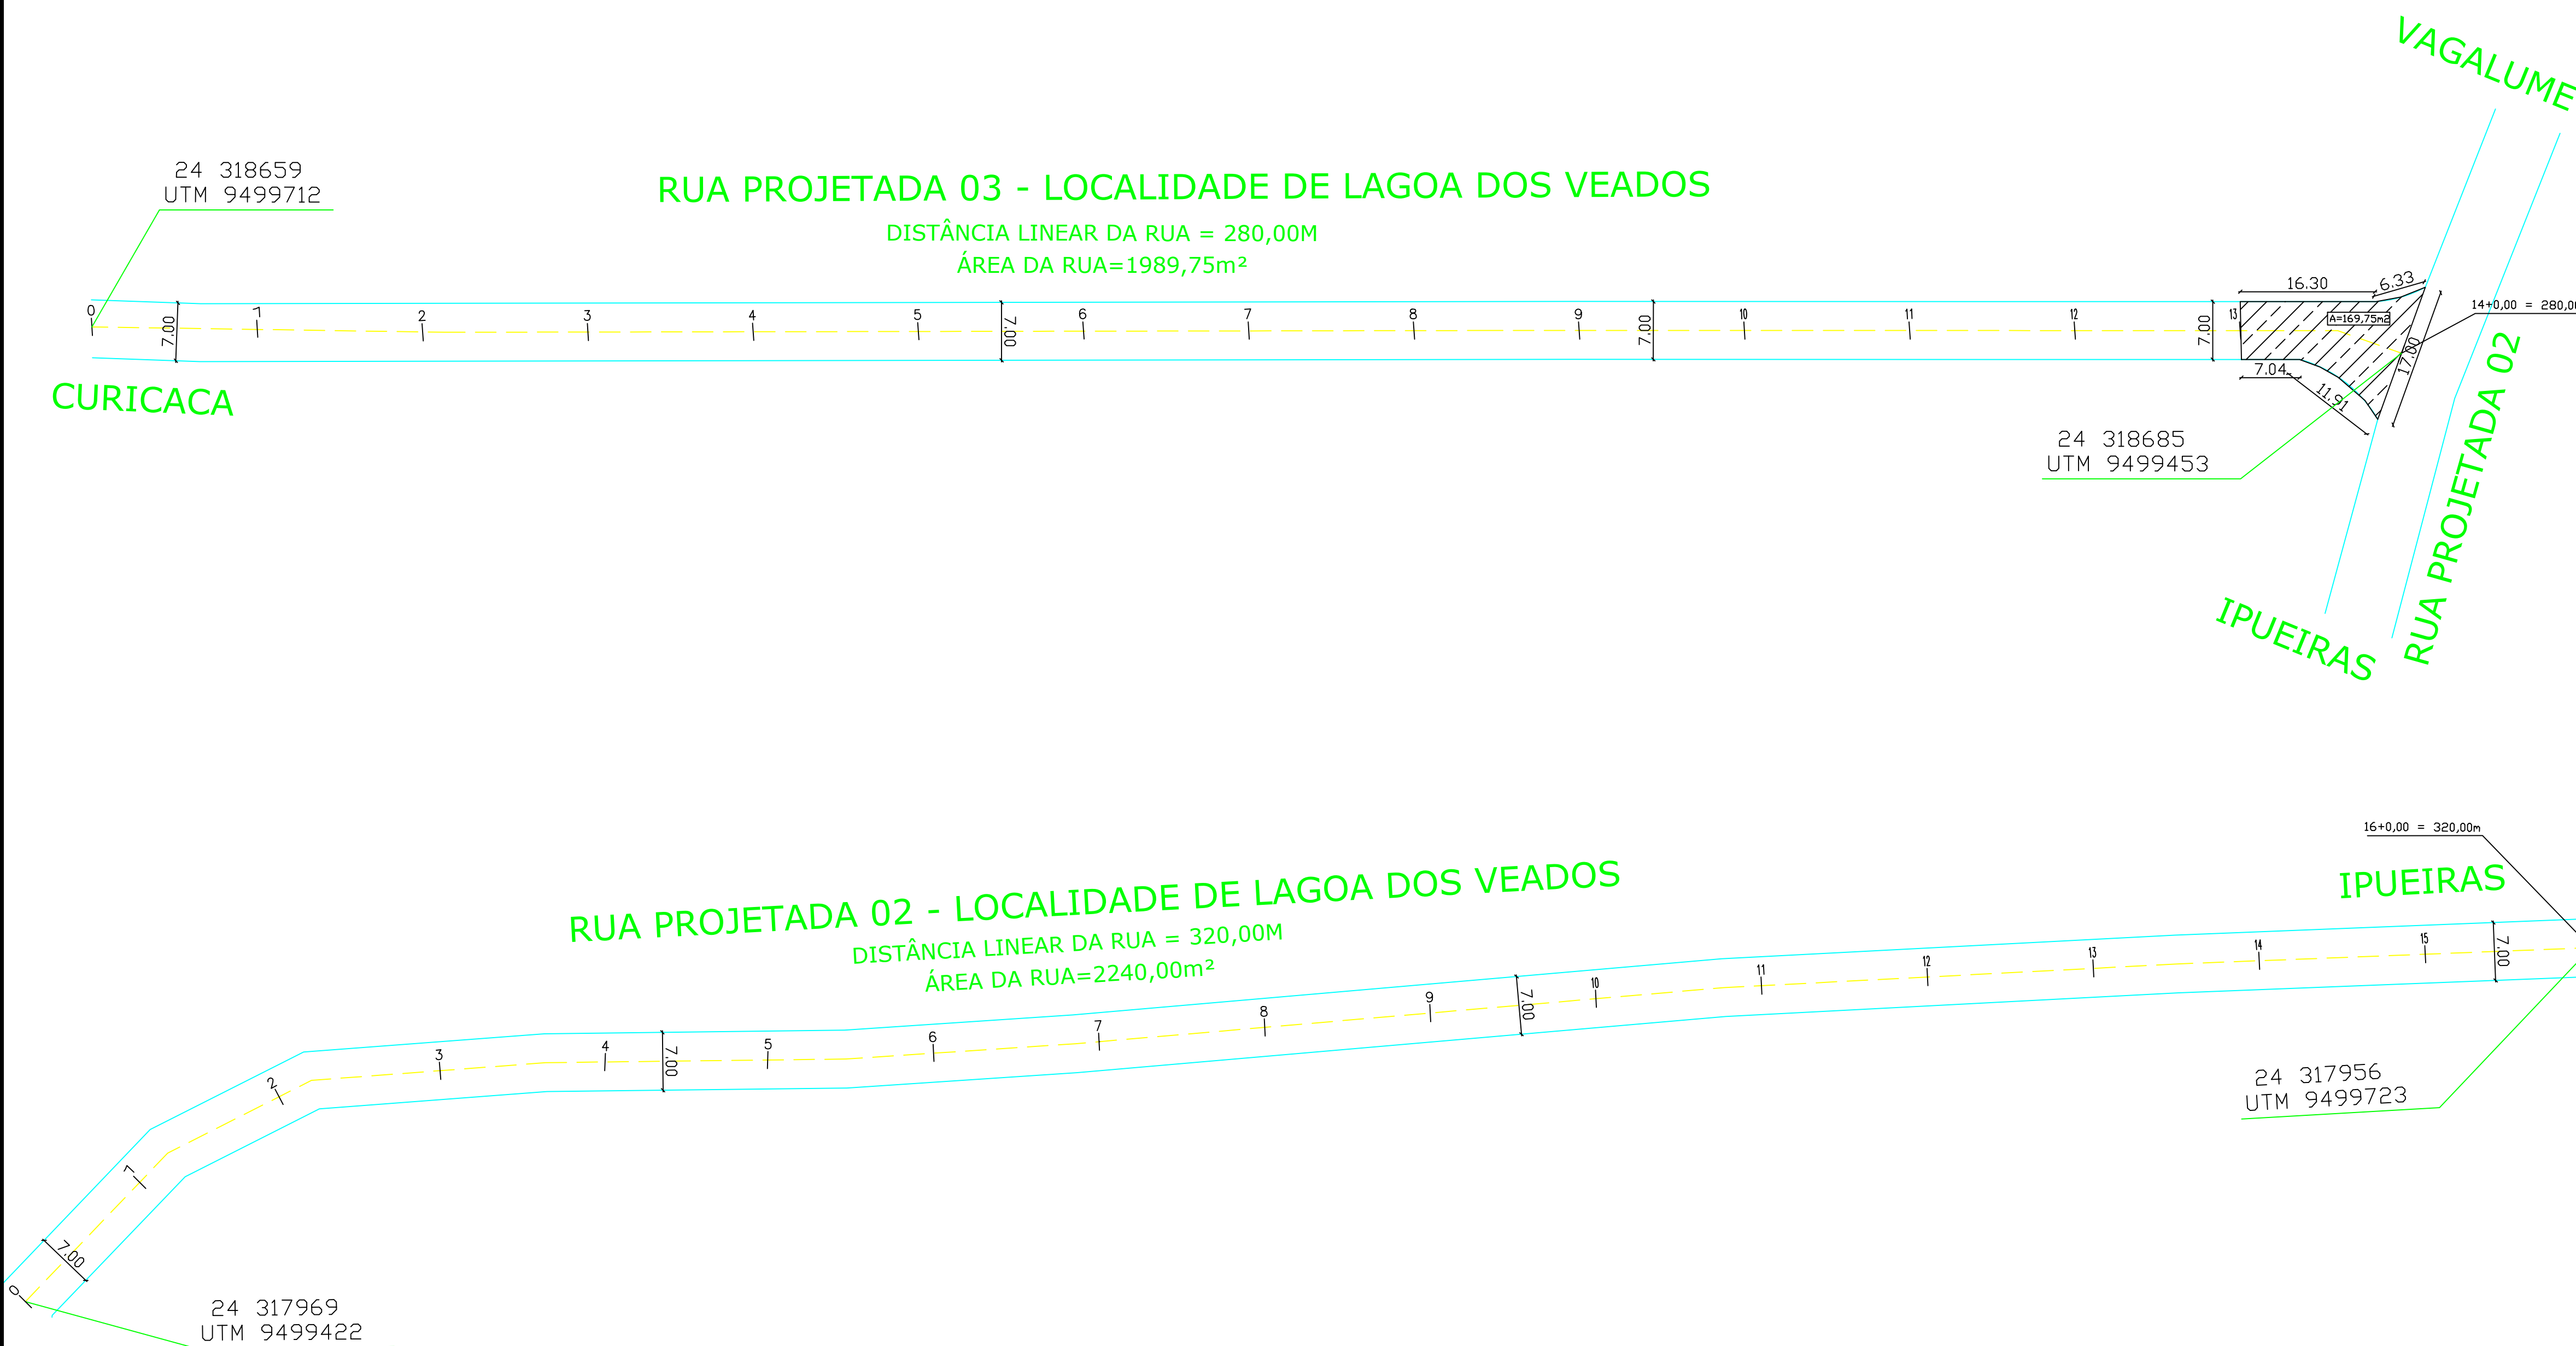 VAGALUME
24 318659
UTM 9499712
RUA PROJETADA 03 - LOCALIDADE DE LAGOA DOS VEADOS
DISTÂNCIA LINEAR DA RUA = 280,00M
ÁREA DA RUA=1989,75m²
16.30
6.33
14+0,00 = 280,0
0
7.00
1
2
3
4
5
7.00
6
7
8
9
7.00
10
11
12
7.00
13
A=169,75m2
17.00
7.04
11.91
CURICACA
24 318685
UTM 9499453
RUA PROJETADA 02
IPUEIRAS
16+0,00 = 320,00m
IPUEIRAS
RUA PROJETADA 02 - LOCALIDADE DE LAGOA DOS VEADOS
DISTÂNCIA LINEAR DA RUA = 320,00M
ÁREA DA RUA=2240,00m²
0
7.00
1
2
3
4
7.00
5
6
7
8
9
7.00
10
11
12
13
14
15
7.00
24 317956
UTM 9499723
24 317969
UTM 9499422